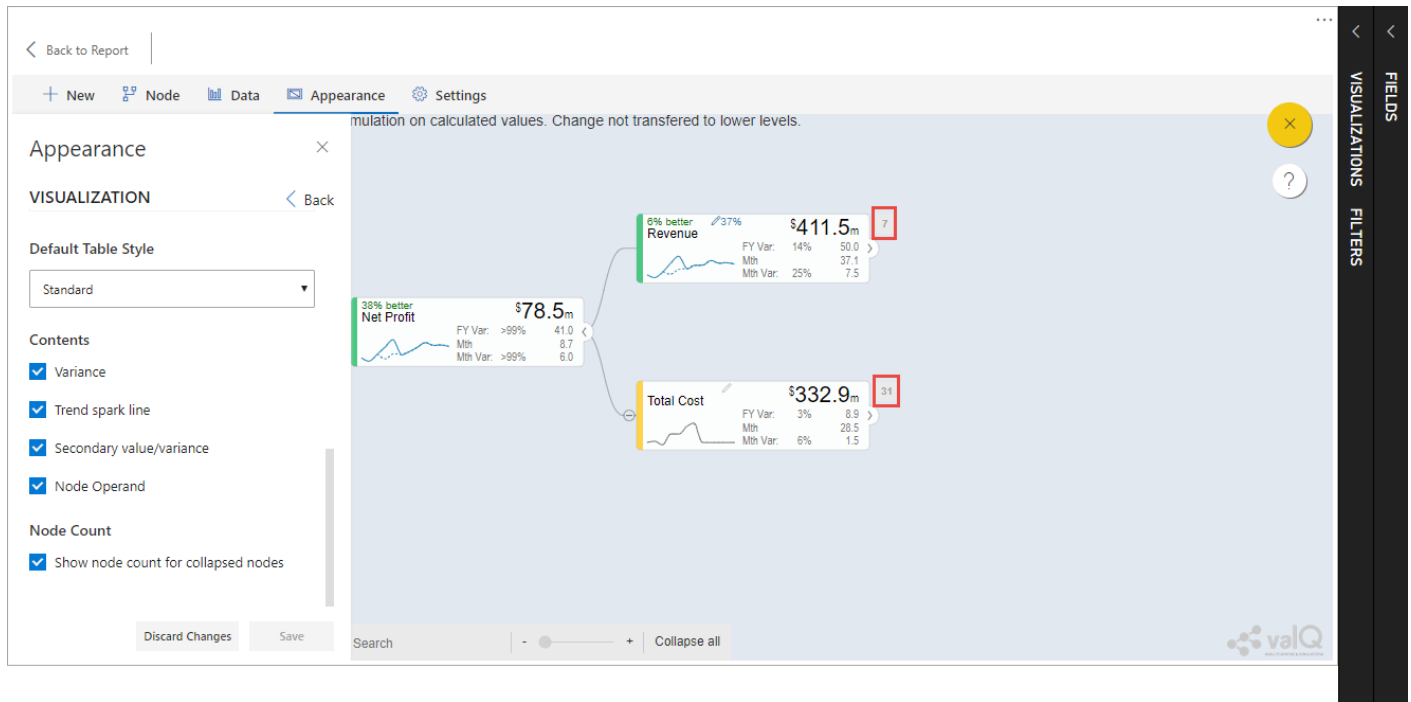 ...
Back to Report
+ New Node Data Appearance Settings
mulation on calculated values. Change not transfered to lower levels.
Appearance
VISUALIZATION
Back
Default Table Style
Standard
Contents
Variance
Trend spark line
Secondary value/variance
Node Operand
Node Count
Show node count for collapsed nodes
Discard Changes Save
38% better
Net Profit
$78.5m
FY Var: >99% 41.0
Mth 8.7
Mth Var: >99% 6.0
6% better 37%
Revenue
$411.5m
7
FY Var: 14% 50.0
Mth 37.1
Mth Var: 25% 7.5
Total Cost
$332.9m
31
FY Var: 3% 8.9
Mth 28.5
Mth Var: 6% 1.5
?
Search
- +
Collapse all
valQ
VISUALIZATIONS
FILTERS
FIELDS